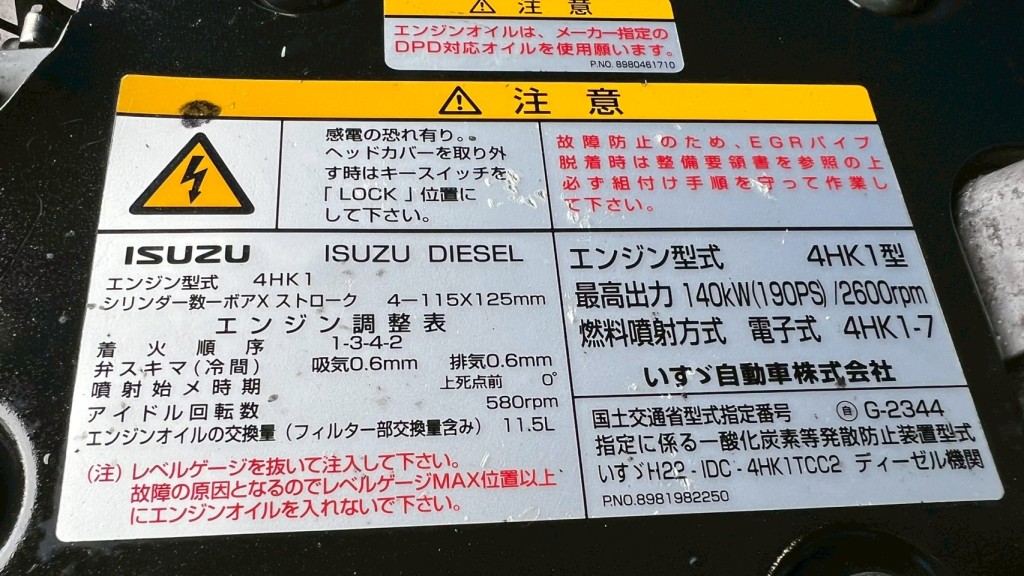 ⚠ 注意
エンジンオイルは、メーカー指定の
DPD対応オイルを使用願います。
P.NO. 8980461710
⚠ 注意
感電の恐れ有り。
ヘッドカバーを取り外
す時はキースイッチを
「LOCK」位置に
して下さい。
故障防止のため、EGRパイプ
脱着時は整備要領書を参照の上
必ず組付け手順を守って作業し
て下さい。
ISUZU ISUZU DIESEL
エンジン型式 4HK1
シリンダー数ーボアX ストローク 4－115X125mm
エンジン調整表
着火順序 1-3-4-2
弁スキマ(冷間) 吸気0.6mm 排気0.6mm
噴射始メ時期 上死点前 0°
アイドル回転数 580rpm
エンジンオイルの交換量（フィルター部交換量含み） 11.5L
(注) レベルゲージを抜いて注入して下さい。
故障の原因となるのでレベルゲージMAX位置以上
にエンジンオイルを入れないで下さい。
エンジン型式 4HK1型
最高出力 140kW(190PS)/2600rpm
燃料噴射方式 電子式 4HK1-7
いすゞ自動車株式会社
国土交通省型式指定番号 ㊂自 G-2344
指定に係る一酸化炭素等発散防止装置型式
いすゞH22-IDC-4HK1TCC2 ディーゼル機関
P.NO.8981982250